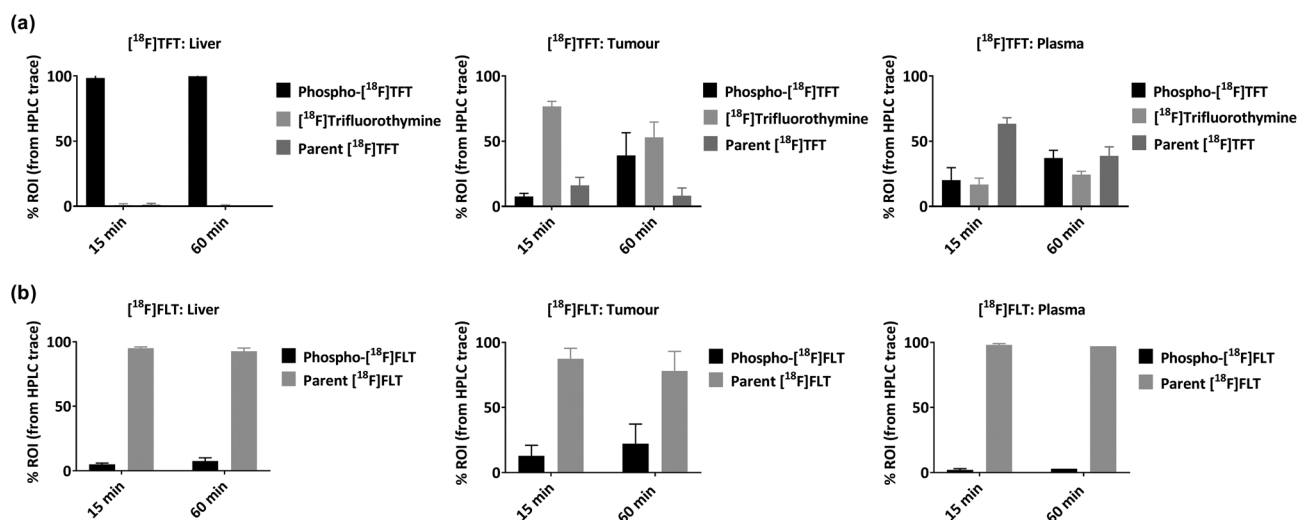 (a)
[¹⁸F]TFT: Liver
% ROI (from HPLC trace)
100
50
0
15 min
60 min
Phospho-[¹⁸F]TFT
[¹⁸F]Trifluorothymine
Parent [¹⁸F]TFT
[¹⁸F]TFT: Tumour
% ROI (from HPLC trace)
100
50
0
15 min
60 min
Phospho-[¹⁸F]TFT
[¹⁸F]Trifluorothymine
Parent [¹⁸F]TFT
[¹⁸F]TFT: Plasma
% ROI (from HPLC trace)
100
50
0
15 min
60 min
Phospho-[¹⁸F]TFT
[¹⁸F]Trifluorothymine
Parent [¹⁸F]TFT
(b)
[¹⁸F]FLT: Liver
% ROI (from HPLC trace)
100
50
0
15 min
60 min
Phospho-[¹⁸F]FLT
Parent [¹⁸F]FLT
[¹⁸F]FLT: Tumour
% ROI (from HPLC trace)
100
50
0
15 min
60 min
Phospho-[¹⁸F]FLT
Parent [¹⁸F]FLT
[¹⁸F]FLT: Plasma
% ROI (from HPLC trace)
100
50
0
15 min
60 min
Phospho-[¹⁸F]FLT
Parent [¹⁸F]FLT